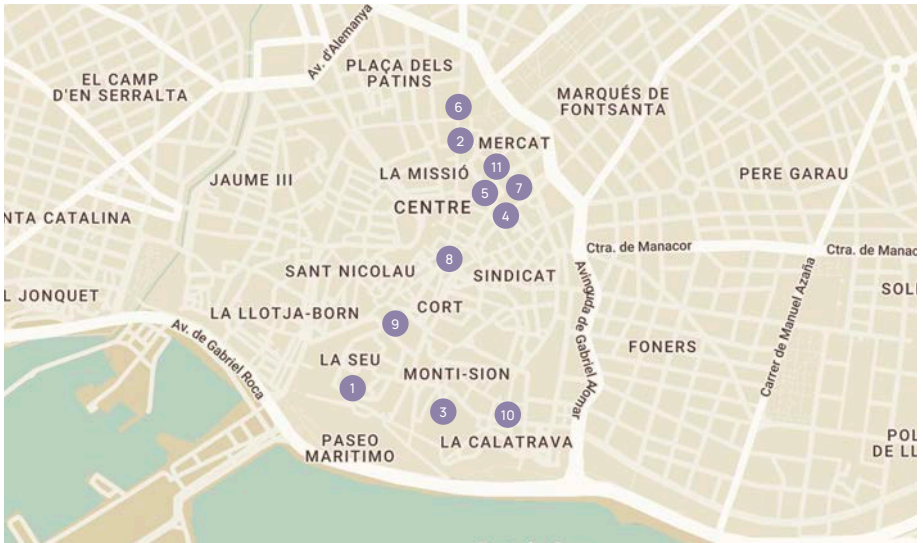 Av. d'Alemanya
PLAÇA DELS
PATINS
EL CAMP
D'EN SERRALTA
MARQUÉS DE
FONTSANTA
6
2
MERCAT
11
LA MISSIÓ
JAUME III
PERE GARAU
5
7
CENTRE
4
NTA CATALINA
Ctra. de Manacor
Ctra. de Manac
8
SANT NICOLAU
SINDICAT
L JONQUET
SOL
CORT
LA LLOTJA-BORN
9
Av. de Gabriel Roca
Avinguda de Gabriel Alomar
Carrer de Manuel Azaña
FONERS
LA SEU
MONTI-SION
1
3
10
PASEO
MARITIMO
LA CALATRAVA
POL
DE LL